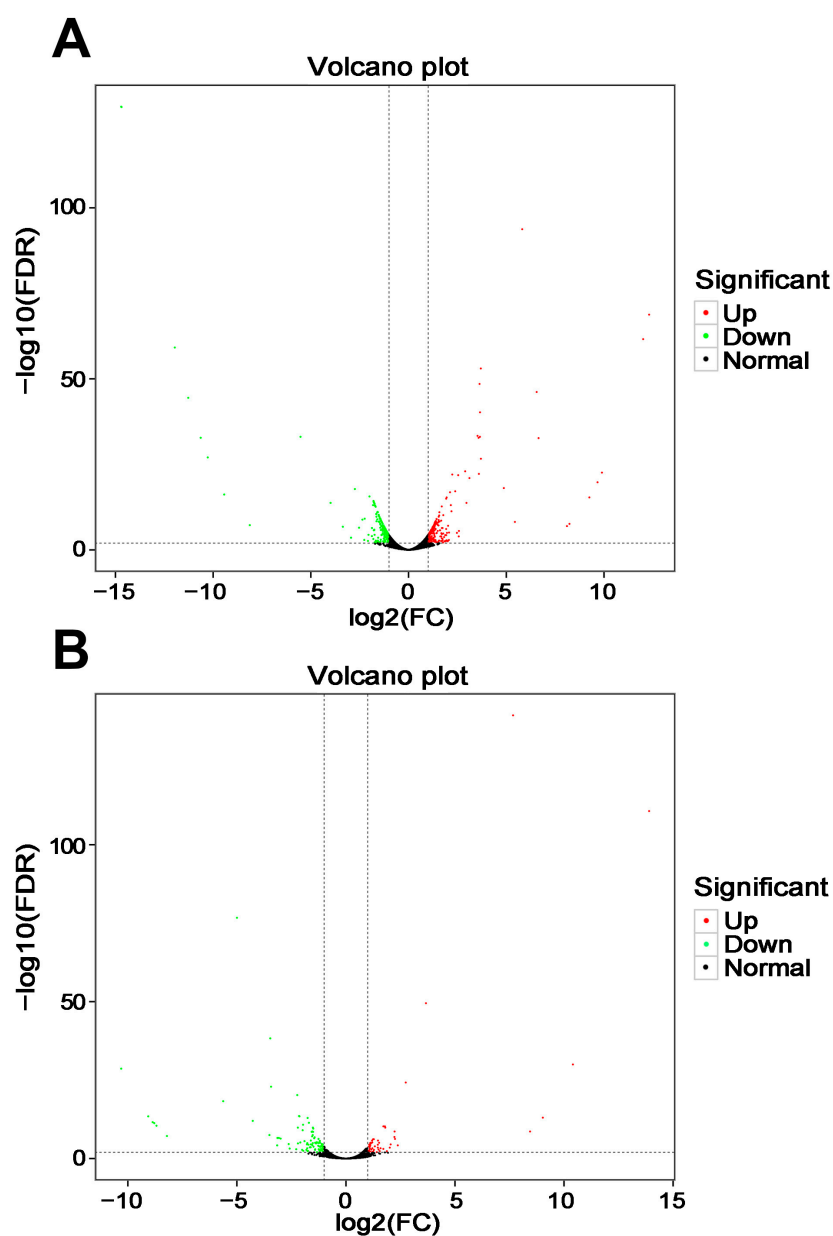 A
Volcano plot
100
50
0
−log10(FDR)
−15 −10 −5 0 5 10
log2(FC)
Significant
Up
Down
Normal
B
Volcano plot
100
50
0
−log10(FDR)
−10 −5 0 5 10 15
log2(FC)
Significant
Up
Down
Normal